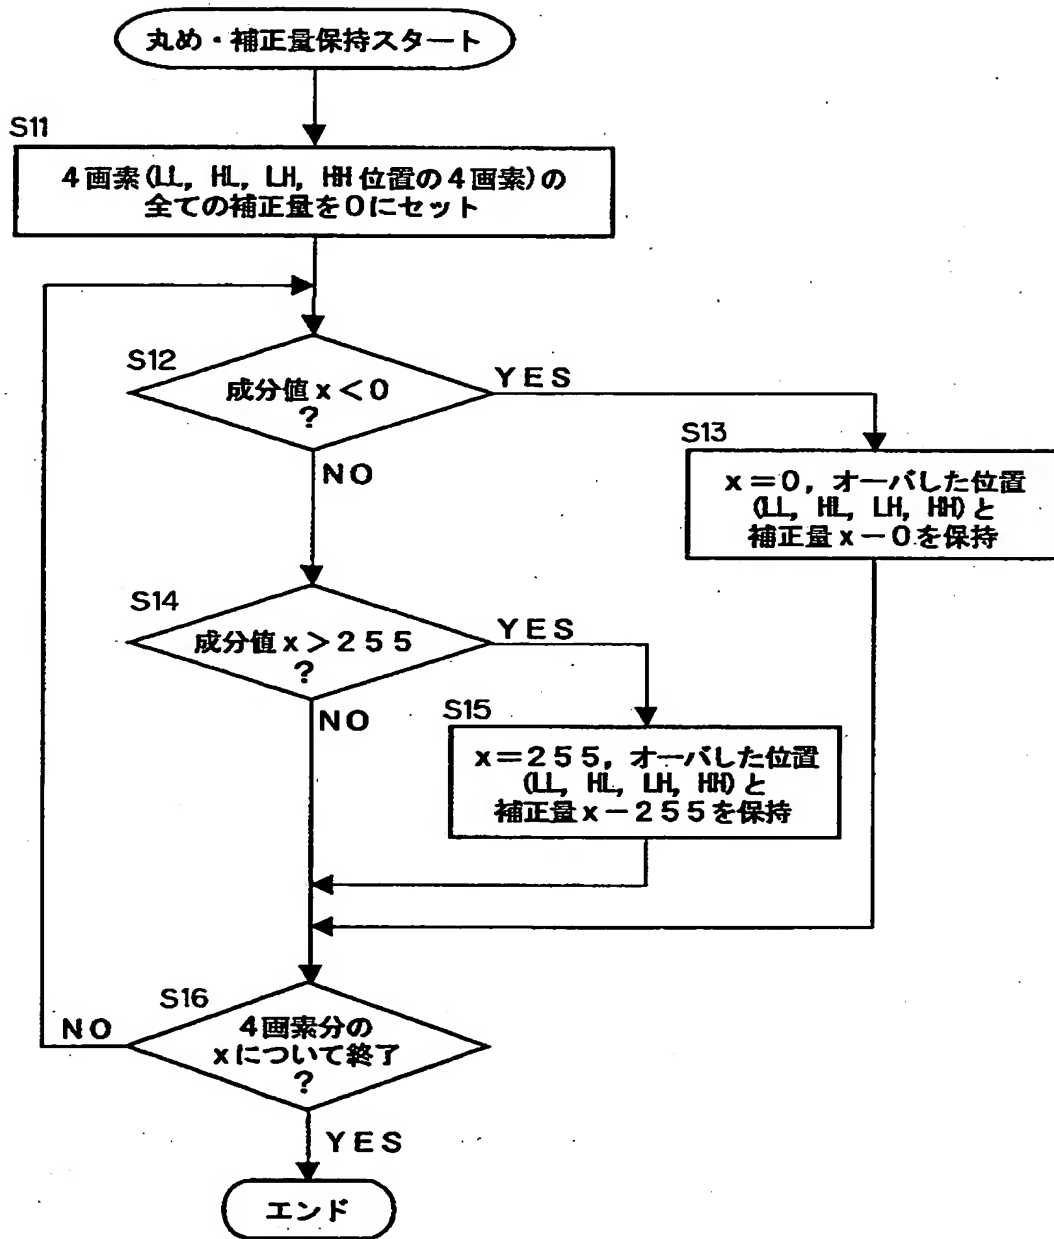 丸め・補正量保持スタート
S11
4画素(LL, HL, LH, HH位置の4画素)の
全ての補正量を0にセット
S12
成分値x<0
?
YES
NO
S13
x=0, オーバした位置
(LL, HL, LH, HH)と
補正量x-0を保持
S14
成分値x>255
?
YES
NO
S15
x=255, オーバした位置
(LL, HL, LH, HH)と
補正量x-255を保持
S16
4画素分の
xについて終了
?
NO
YES
エンド